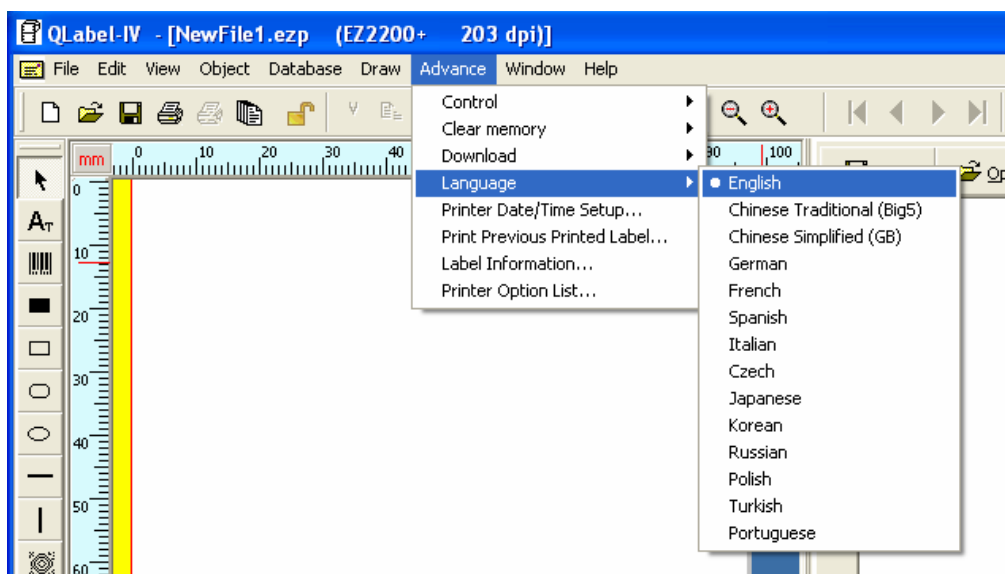 QLabel-IV - [NewFile1.ezp (EZ2200+ 203 dpi)]
File Edit View Object Database Draw Advance Window Help
Control
Clear memory
Download
Language
Printer Date/Time Setup...
Print Previous Printed Label...
Label Information...
Printer Option List...
English
Chinese Traditional (Big5)
Chinese Simplified (GB)
German
French
Spanish
Italian
Czech
Japanese
Korean
Russian
Polish
Turkish
Portuguese
mm 0 10 20 30 40 90 100
0
10
20
30
40
50
60
AT